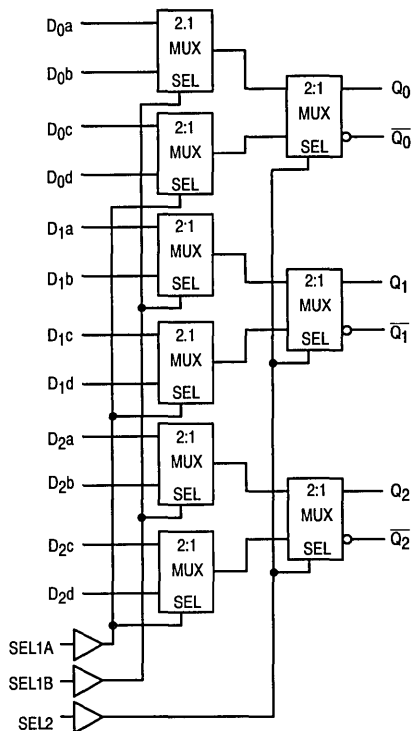 D0a
2.1
MUX
SEL
D0b
2:1
MUX
SEL
Q0
Q0
D0c
2:1
MUX
SEL
D0d
D1a
2:1
MUX
SEL
D1b
2:1
MUX
SEL
Q1
Q1
D1c
2.1
MUX
SEL
D1d
D2a
2:1
MUX
SEL
D2b
2:1
MUX
SEL
Q2
Q2
D2c
2:1
MUX
SEL
D2d
SEL1A
SEL1B
SEL2